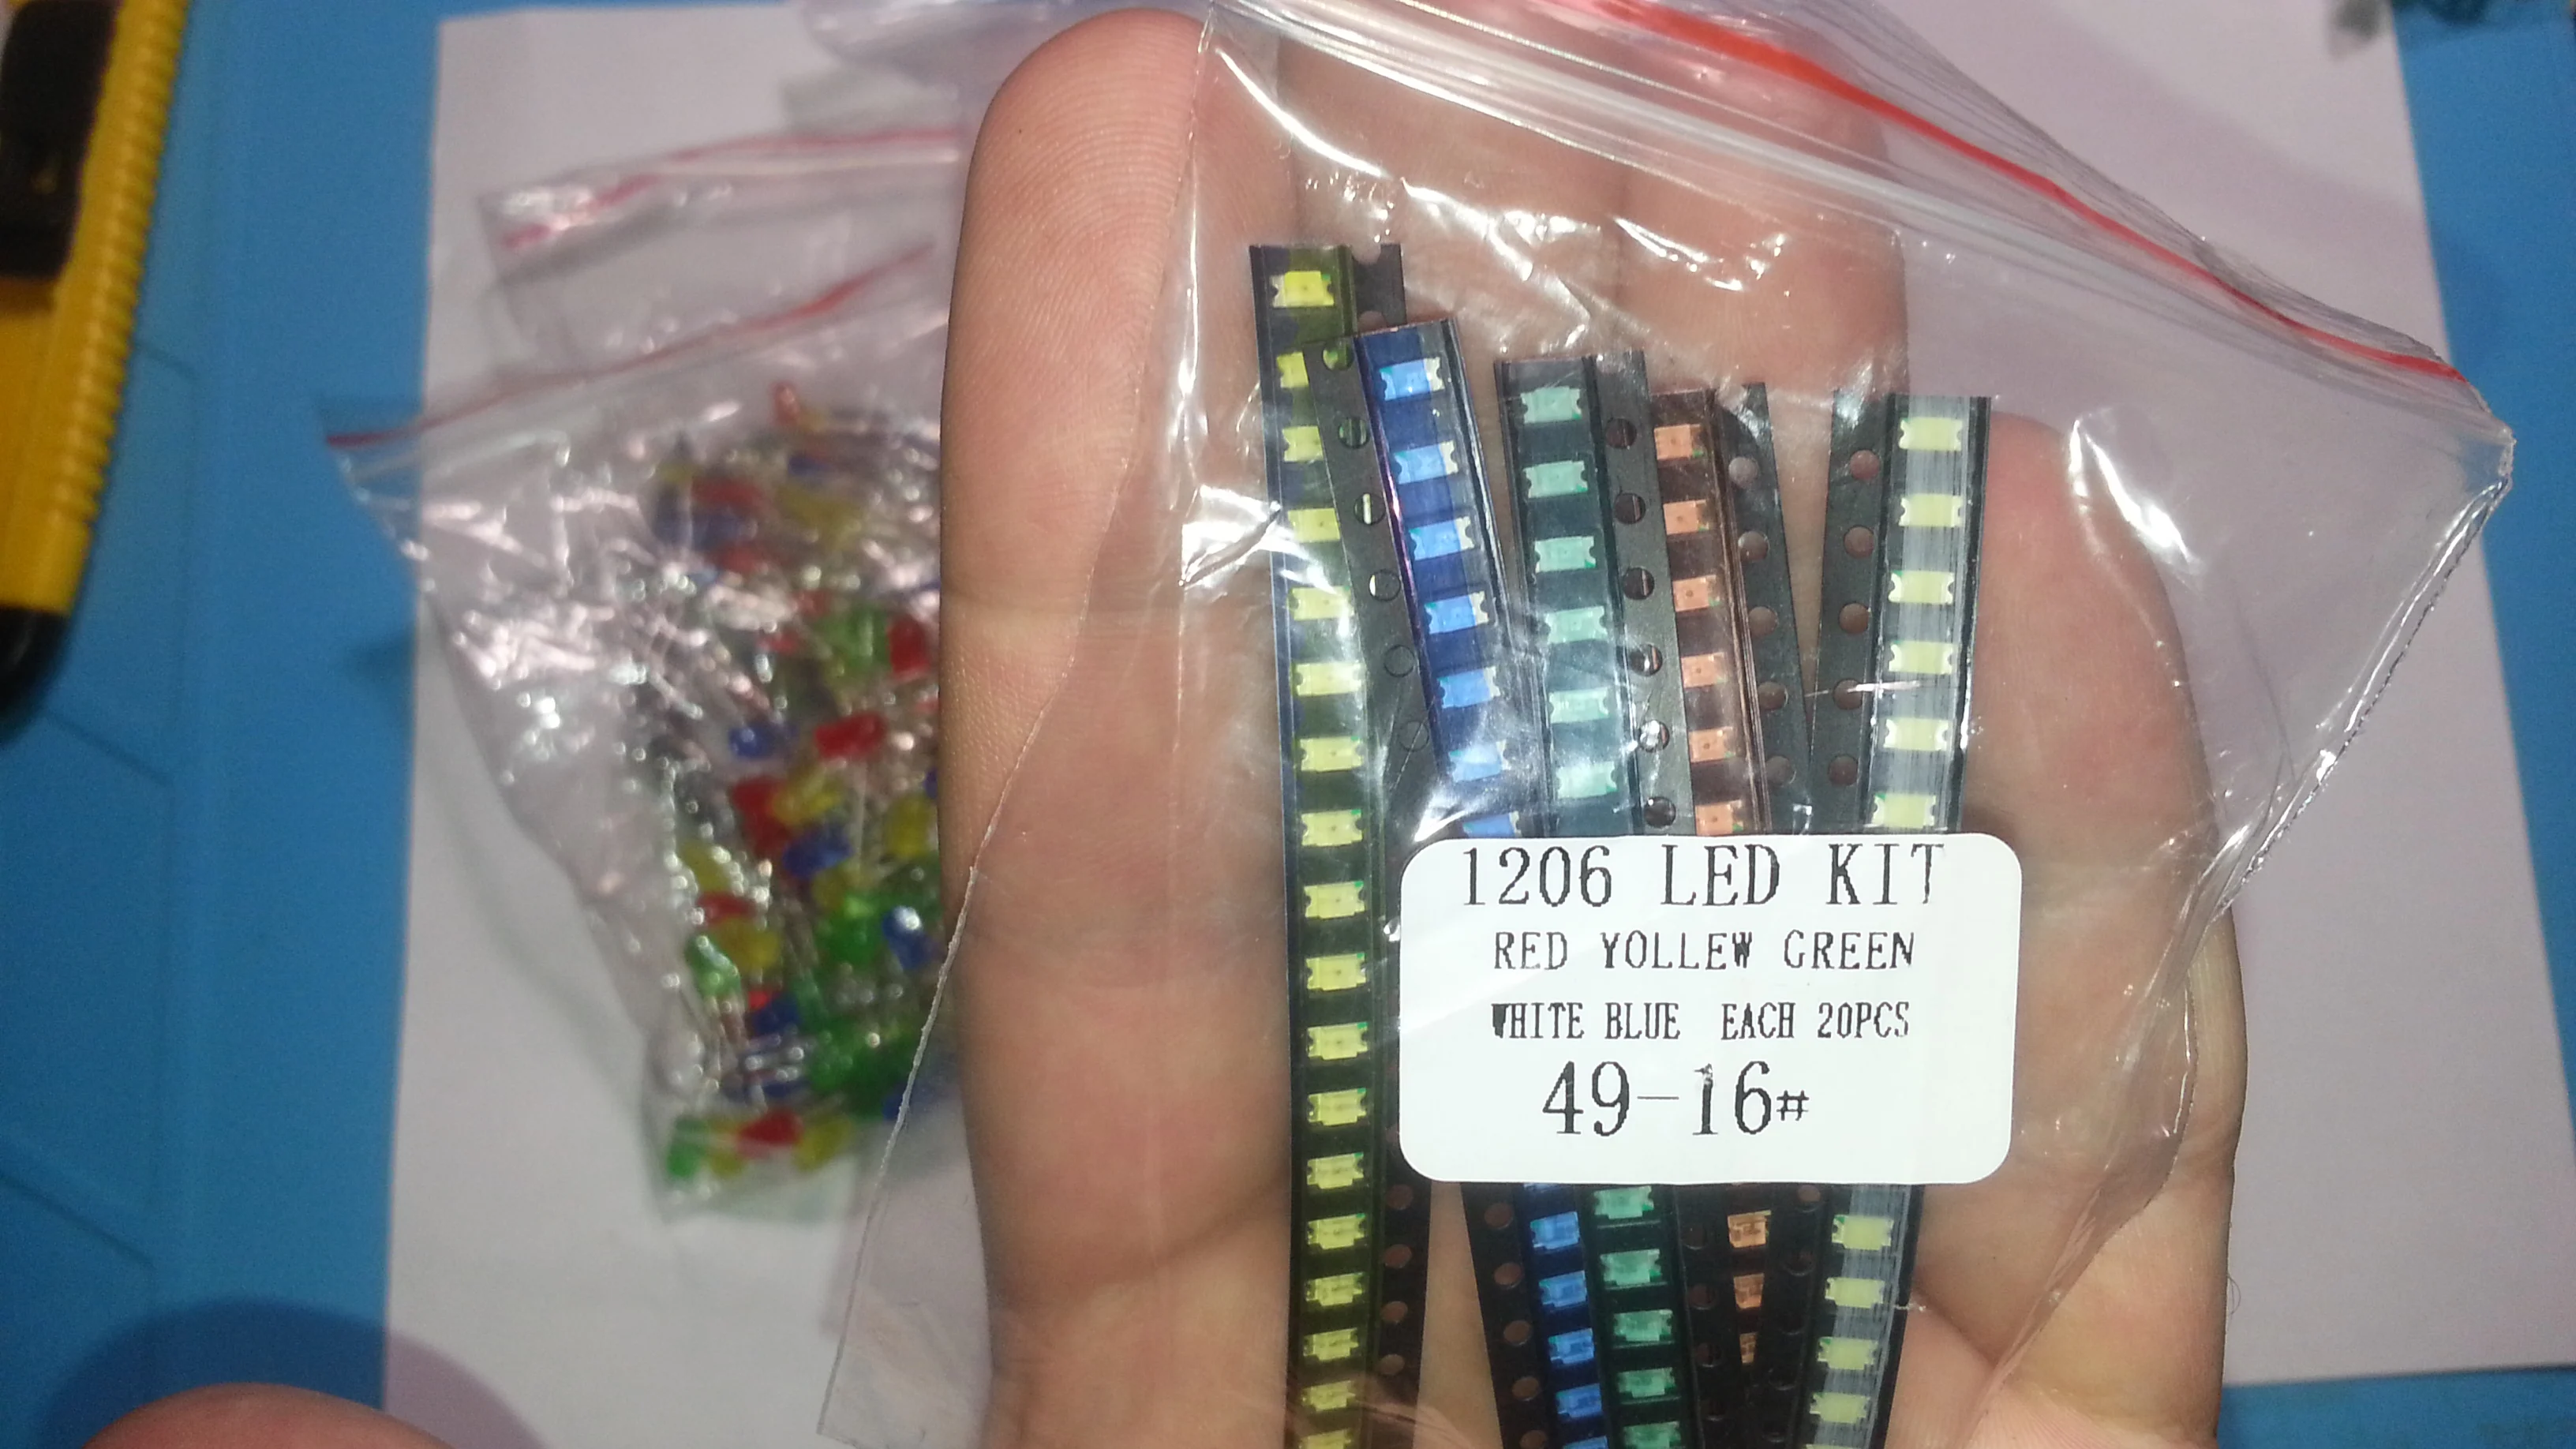 1206 LED KIT
RED YOLLEW GREEN
WHITE BLUE EACH 20PCS
49-16#